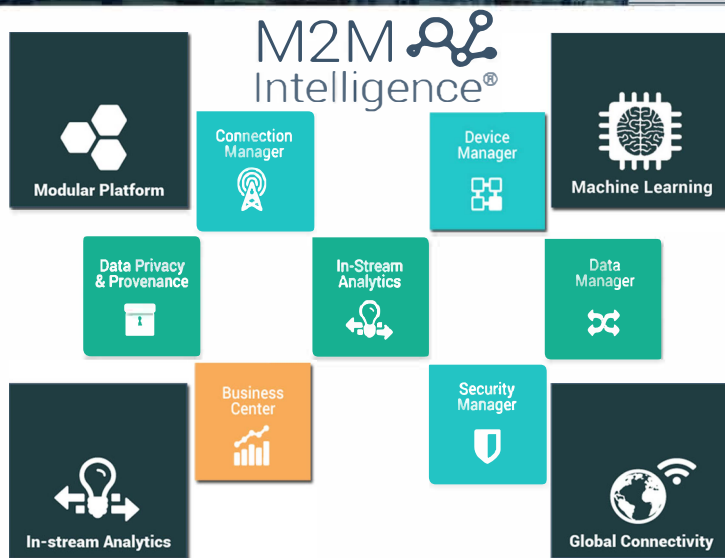 M2M
Intelligence®
Modular Platform
Connection
Manager
Device
Manager
Machine Learning
Data Privacy
& Provenance
In-Stream
Analytics
Data
Manager
In-stream Analytics
Business
Center
Security
Manager
Global Connectivity